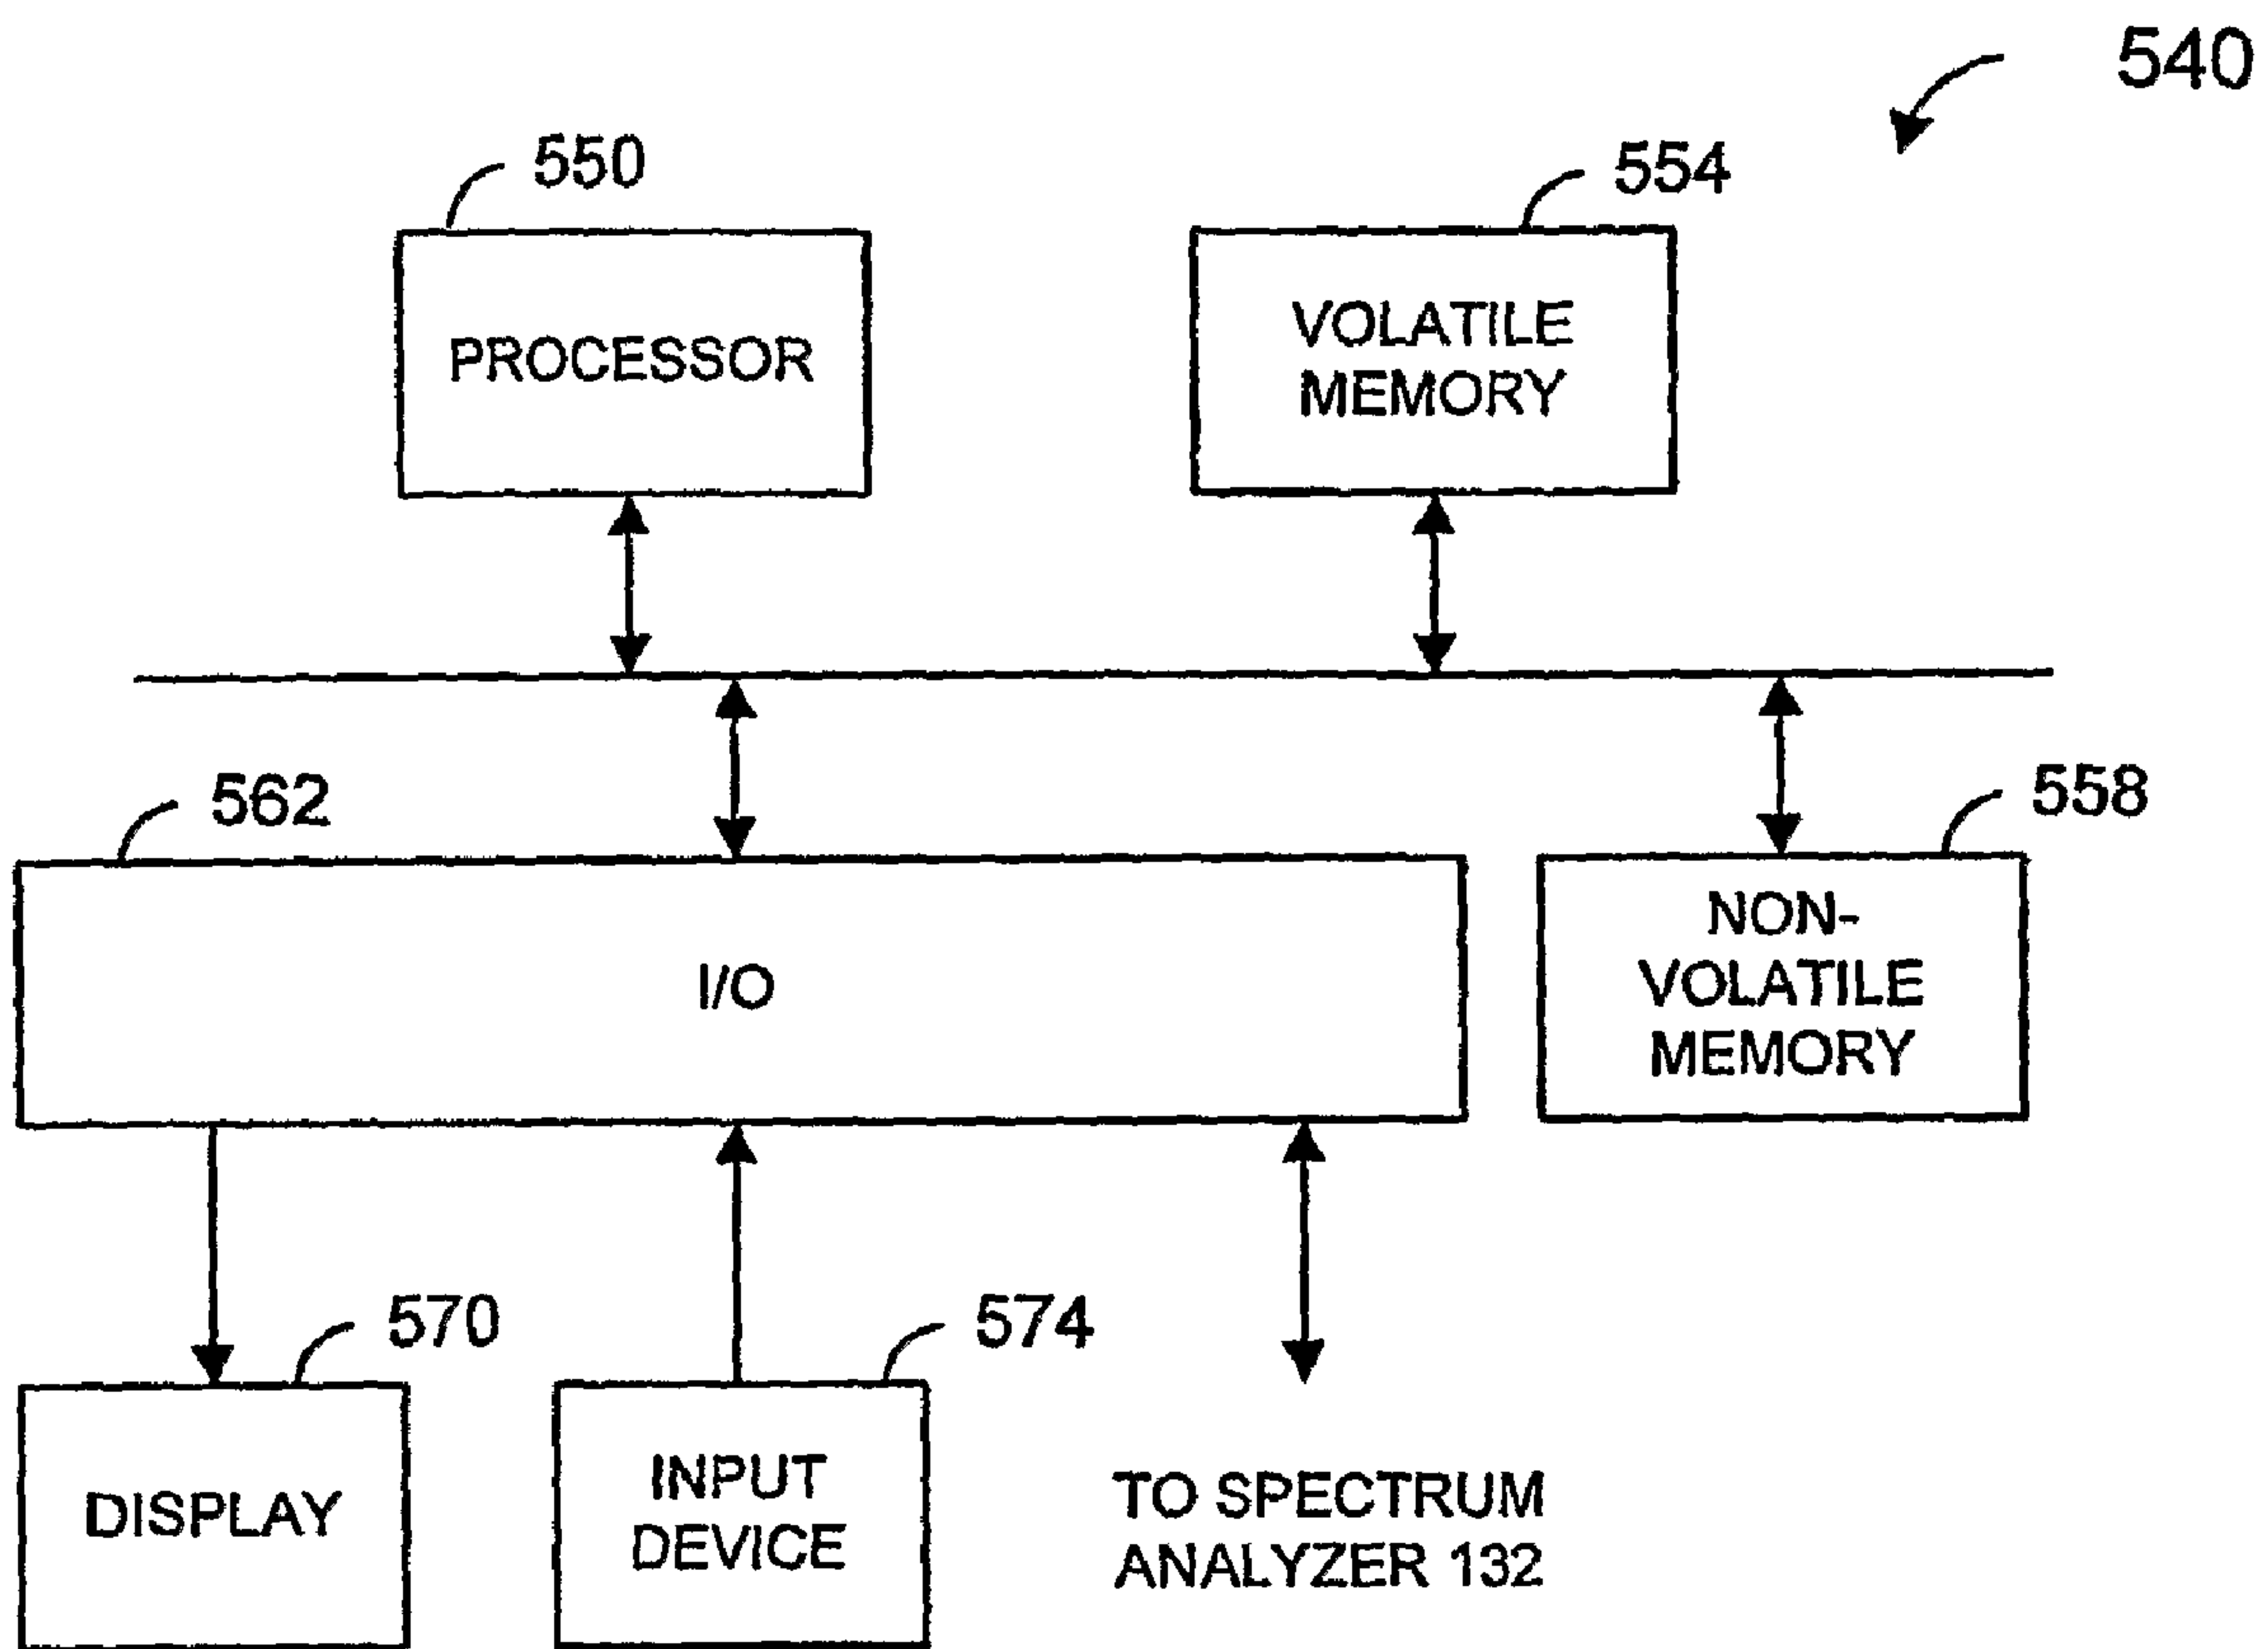 540
550
554
PROCESSOR
VOLATILE
MEMORY
562
558
I/O
NON-
VOLATILE
MEMORY
570
574
DISPLAY
INPUT
DEVICE
TO SPECTRUM
ANALYZER 132